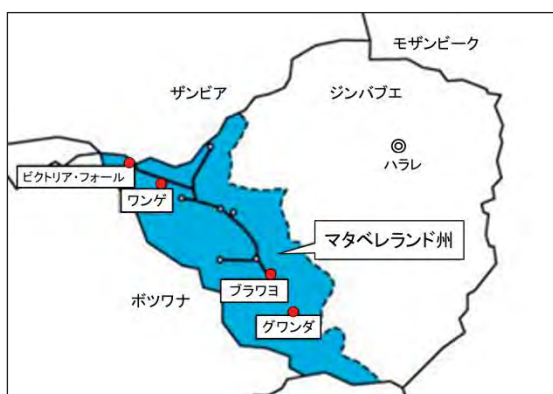 モザンビーク
ザンビア
ジンバブエ
ハラレ
ビクトリア・フォール
ワンゲ
マタベレランド州
ボツワナ
ブラワヨ
グワンダ